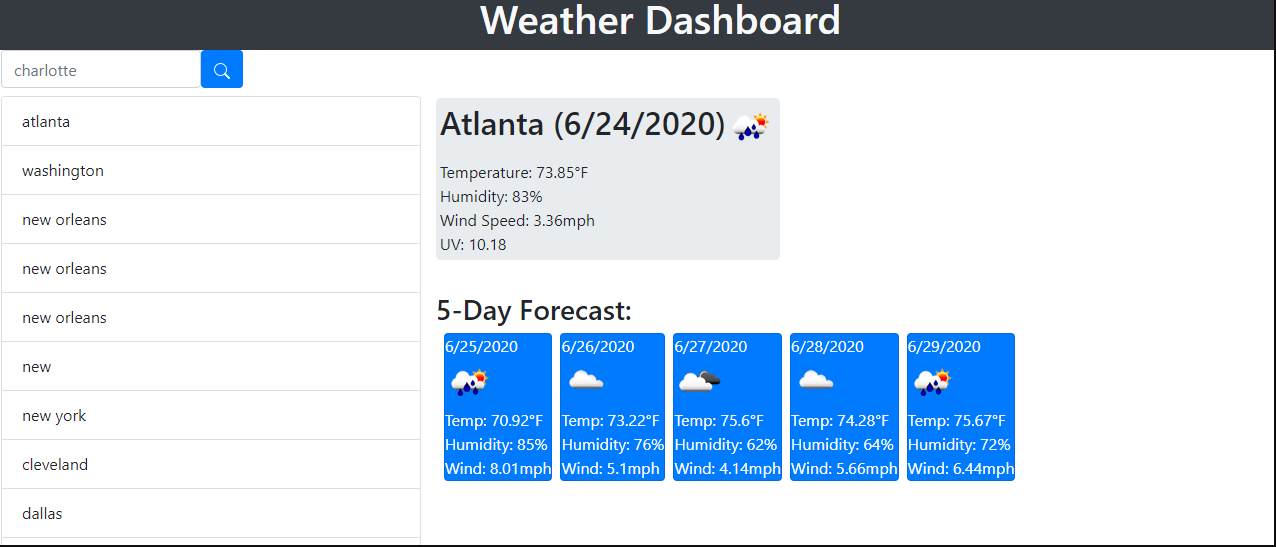 Weather Dashboard
charlotte
atlanta
washington
new orleans
new orleans
new orleans
new
new york
cleveland
dallas
Atlanta (6/24/2020)
Temperature: 73.85°F
Humidity: 83%
Wind Speed: 3.36mph
UV: 10.18
5-Day Forecast:
6/25/2020
Temp: 70.92°F
Humidity: 85%
Wind: 8.01mph
6/26/2020
Temp: 73.22°F
Humidity: 76%
Wind: 5.1mph
6/27/2020
Temp: 75.6°F
Humidity: 62%
Wind: 4.14mph
6/28/2020
Temp: 74.28°F
Humidity: 64%
Wind: 5.66mph
6/29/2020
Temp: 75.67°F
Humidity: 72%
Wind: 6.44mph